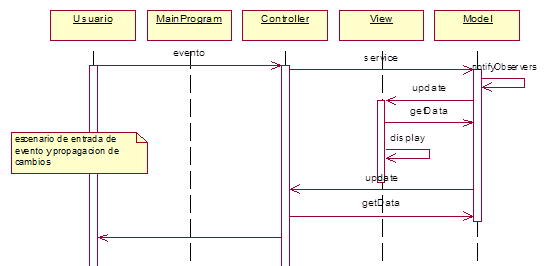 Usuario
MainProgram
Controller
View
Model
evento
service
notifyObservers
update
getData
display
escenario de entrada de
evento y propagacion de
cambios
update
getData